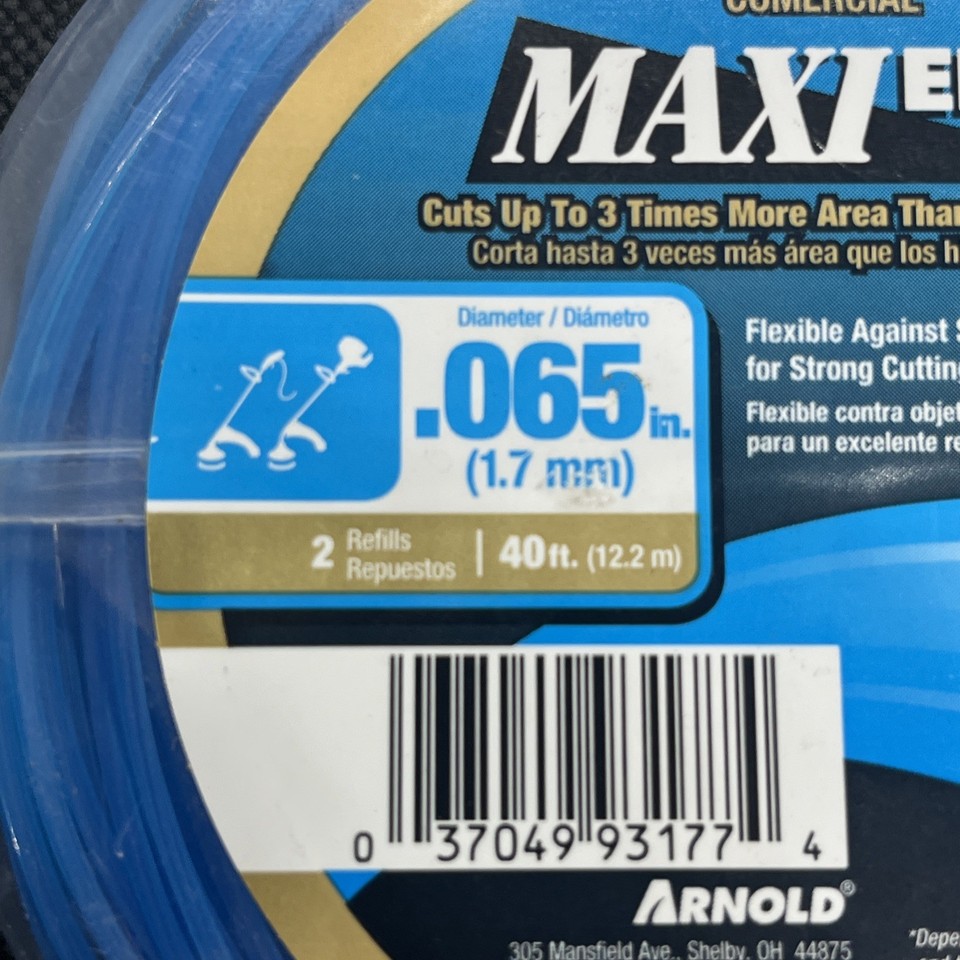 COMERCIAL
MAXI
Cuts Up To 3 Times More Area
Corta hasta 3 veces más área que los
Diameter / Diámetro
.065 in.
(1.7 mm)
Flexible Against
for Strong Cutting
Flexible contra
para un excelente
2 Refills
Repuestos
40 ft. (12.2 m)
0 37049 93177 4
ARNOLD®
305 Mansfield Ave., Shelby, OH 44875